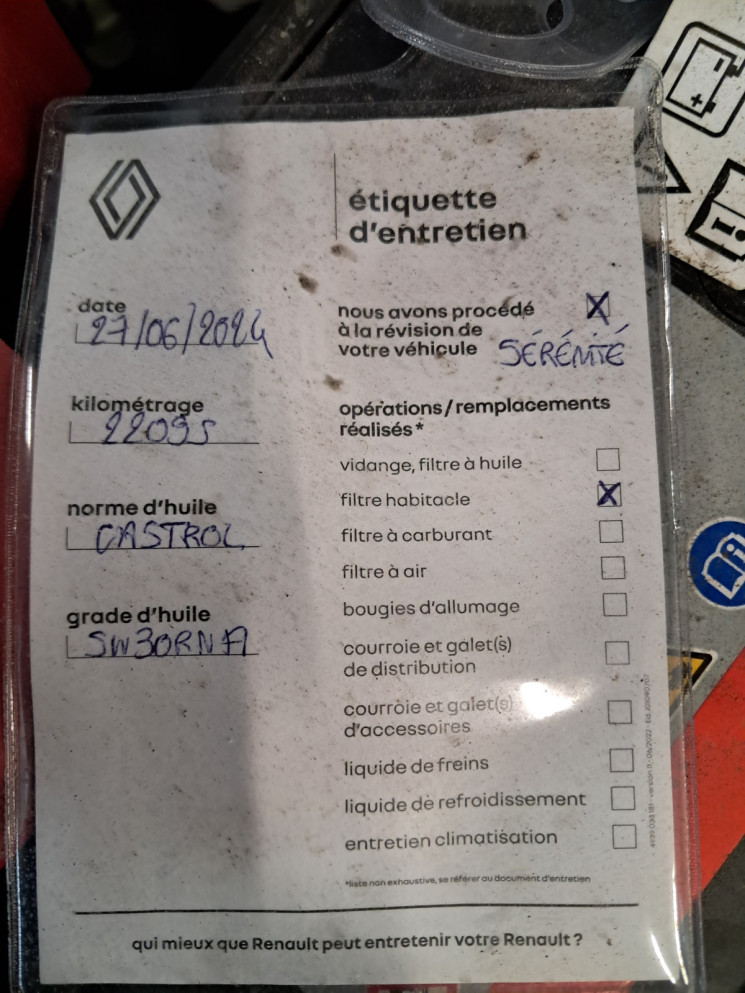 étiquette
d'entretien
date
27/06/2024
kilométrage
22095
norme d'huile
CASTROL
grade d'huile
5W30RN17
nous avons procédé
à la révision de
votre véhicule SÉRÉNITÉ
X
opérations/remplacements
réalisés*
vidange, filtre à huile
filtre habitacle X
filtre à carburant
filtre à air
bougies d'allumage
courroie et galet(s)
de distribution
courroie et galet(s)
d'accessoires
liquide de freins
liquide de refroidissement
entretien climatisation
*liste non exhaustive, se référer au document d'entretien
qui mieux que Renault peut entretenir votre Renault ?